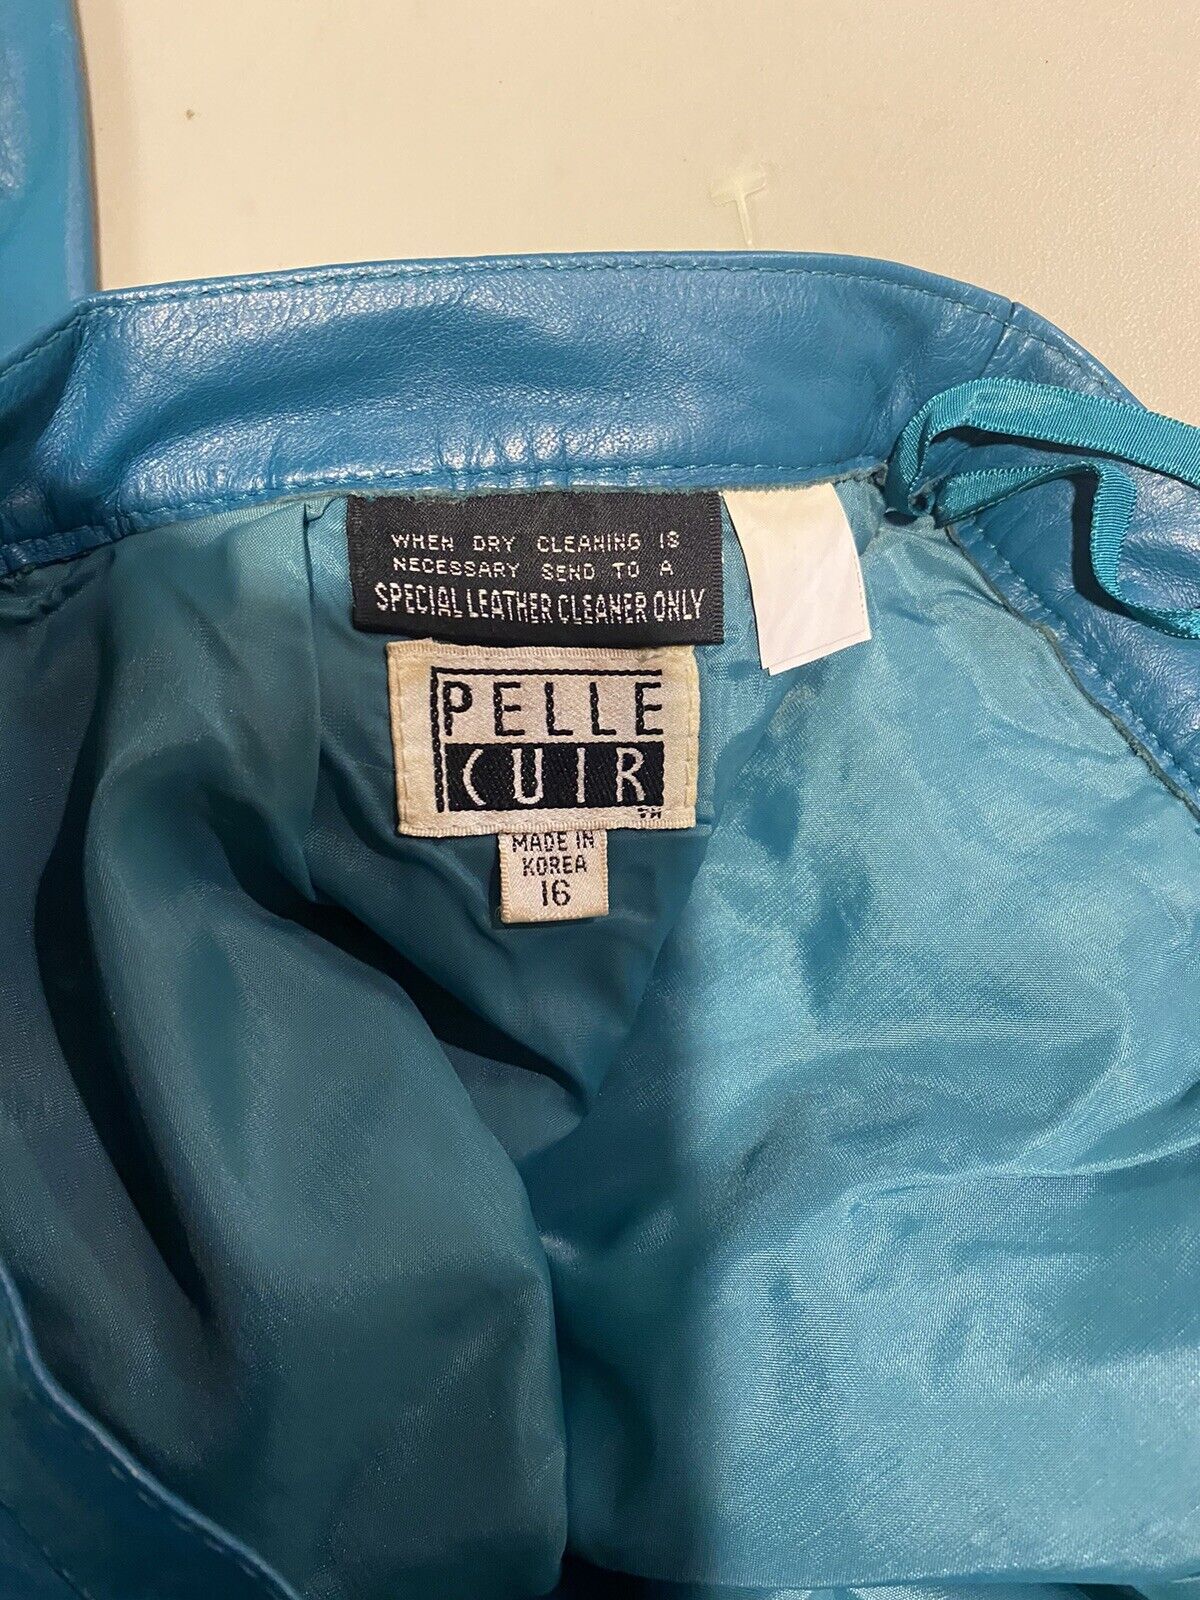 WHEN DRY CLEANING IS
NECESSARY SEND TO A
SPECIAL LEATHER CLEANER ONLY
PELLE
CUIR
MADE IN
KOREA
16